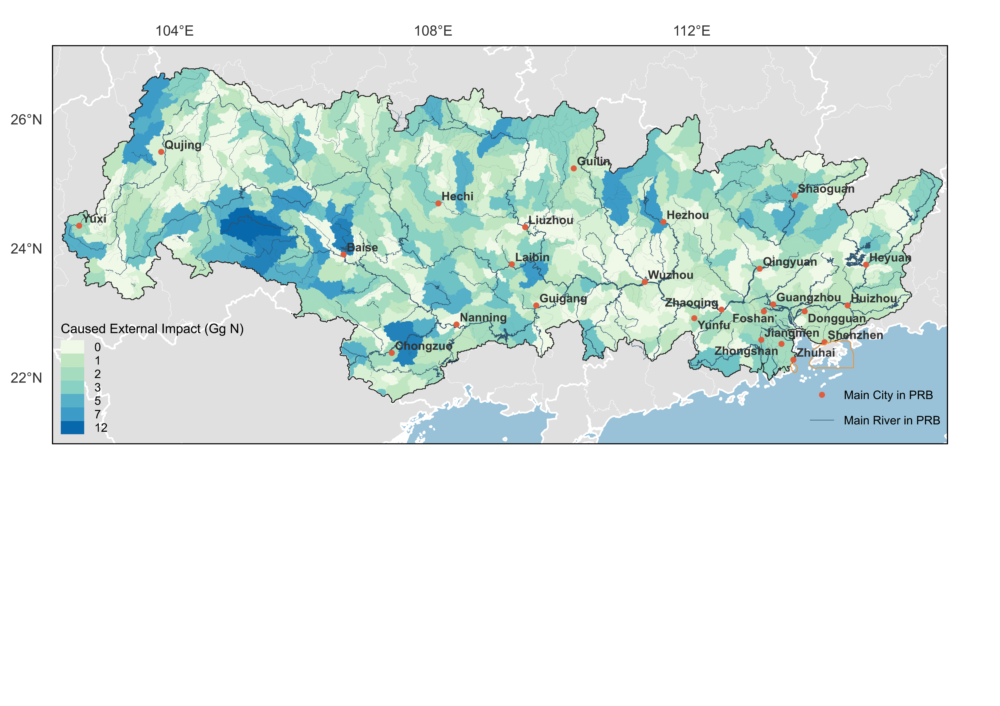 104°E 108°E 112°E
26°N
Qujing
Guilin
Shaoguan
Hechi
Hezhou
Yuxi
Liuzhou
24°N
Baise
Laibin
Heyuan
Qingyuan
Wuzhou
Guigang
Zhaoqing
Guangzhou
Huizhou
Nanning
Yunfu
Foshan
Dongguan
Caused External Impact (Gg N)
Jiangmen
Shenzhen
Chongzuo
Zhongshan
Zhuhai
0
1
2
22°N
3
5
7
12
Main City in PRB
Main River in PRB